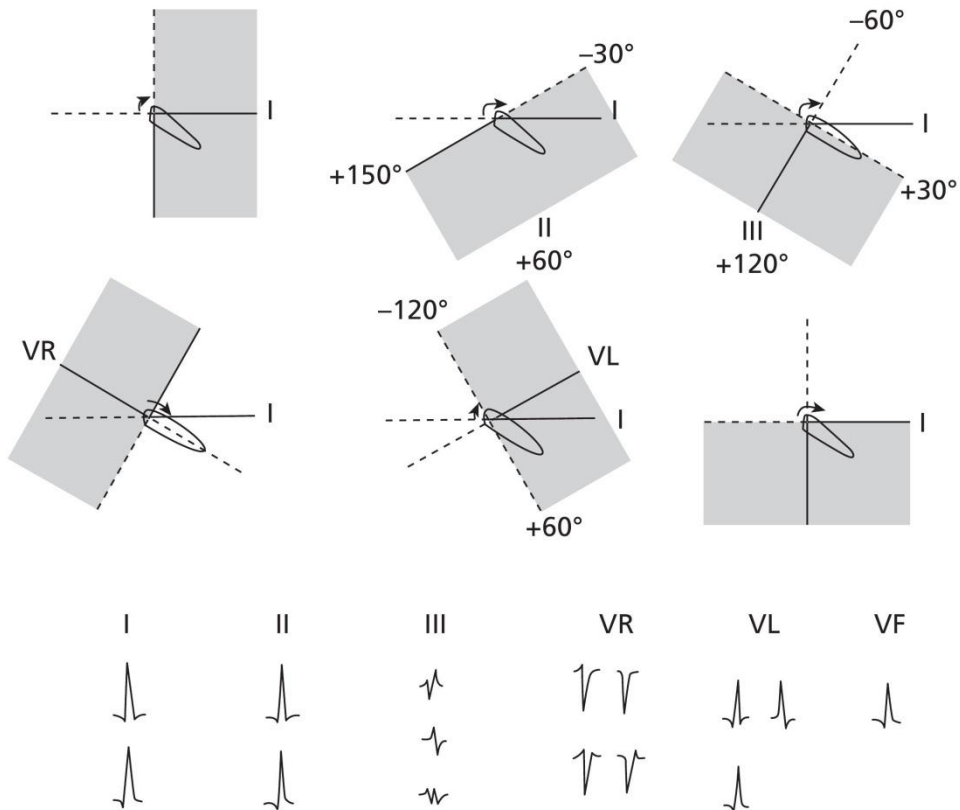 I
–30°
I
+150°
II
+60°
–60°
I
+30°
III
+120°
VR
I
–120°
VL
I
+60°
I
I II III VR VL VF